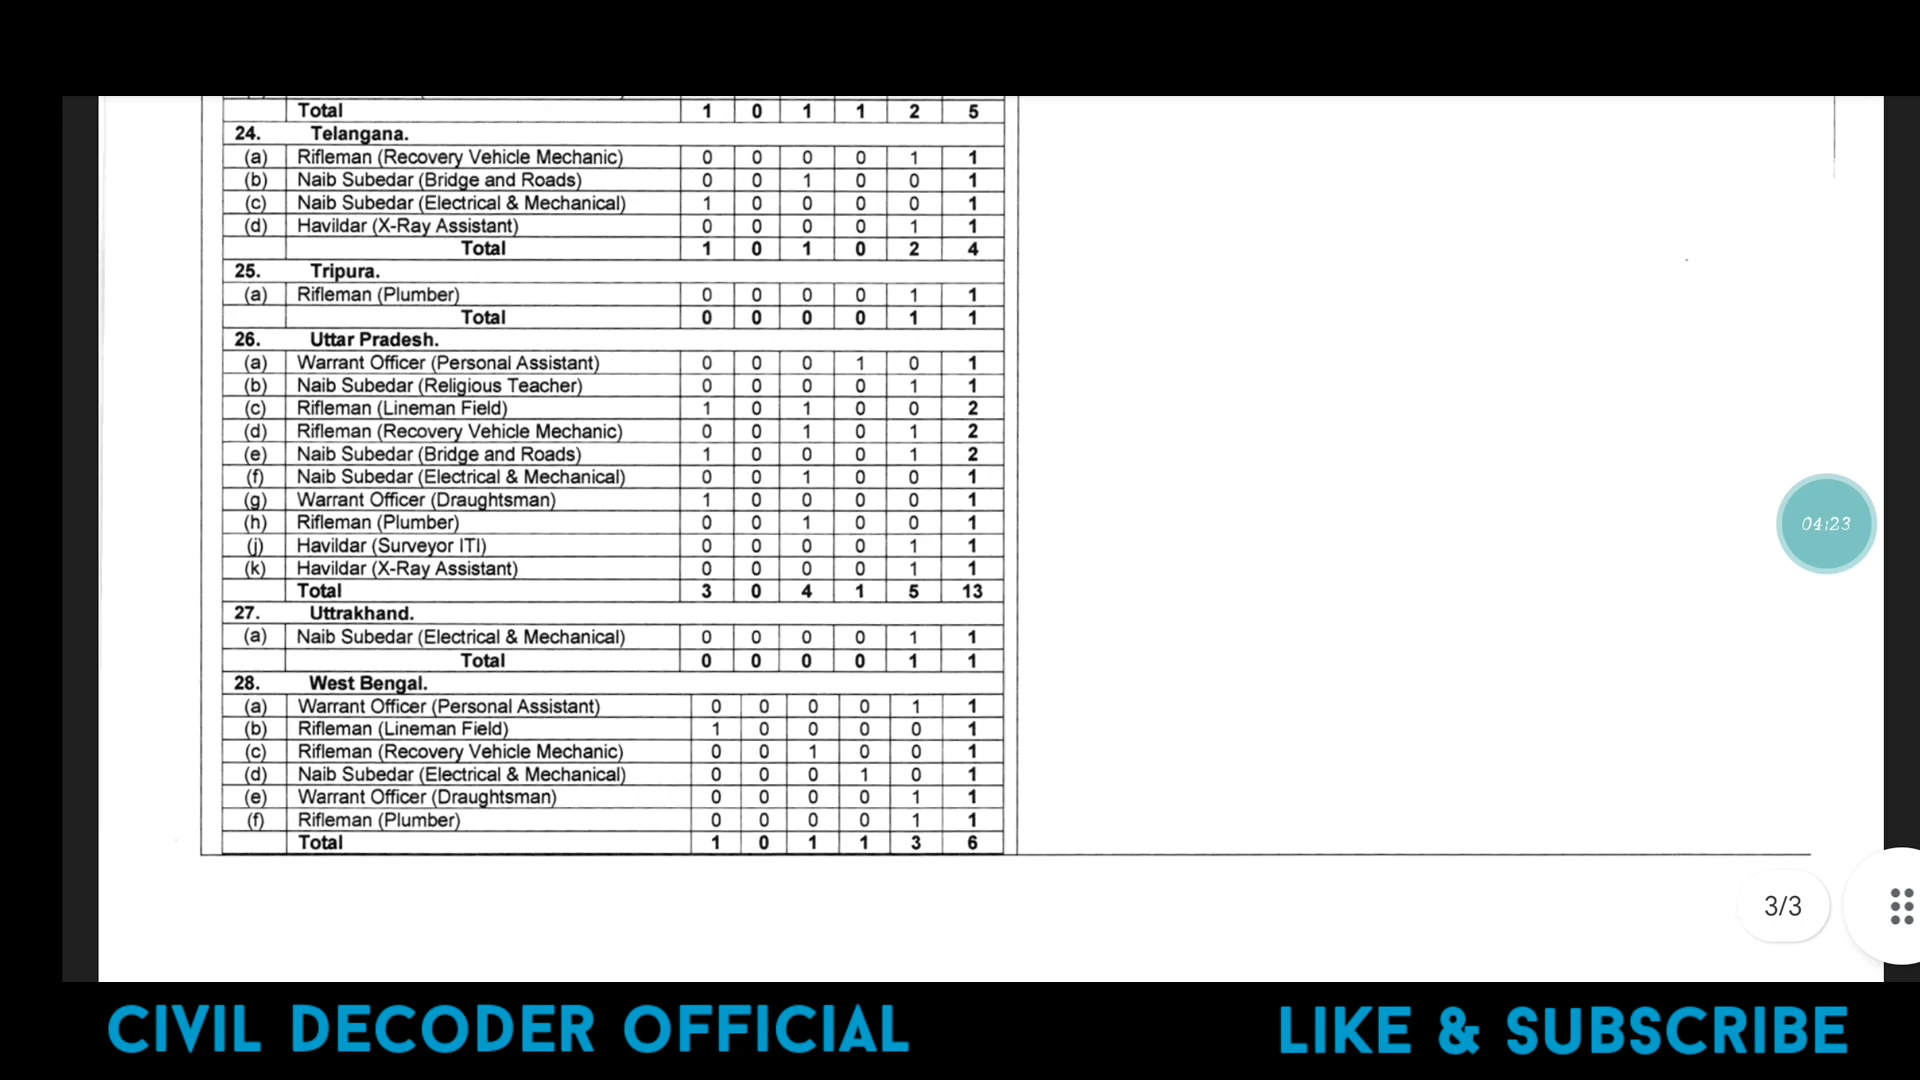 Total 1 0 1 1 2 5
24. Telangana.
(a) Rifleman (Recovery Vehicle Mechanic) 0 0 0 0 1 1
(b) Naib Subedar (Bridge and Roads) 0 0 1 0 0 1
(c) Naib Subedar (Electrical & Mechanical) 1 0 0 0 0 1
(d) Havildar (X-Ray Assistant) 0 0 0 0 1 1
Total 1 0 1 0 2 4
25. Tripura.
(a) Rifleman (Plumber) 0 0 0 0 1 1
Total 0 0 0 0 1 1
26. Uttar Pradesh.
(a) Warrant Officer (Personal Assistant) 0 0 0 1 0 1
(b) Naib Subedar (Religious Teacher) 0 0 0 0 1 1
(c) Rifleman (Lineman Field) 1 0 1 0 0 2
(d) Rifleman (Recovery Vehicle Mechanic) 0 0 1 0 1 2
(e) Naib Subedar (Bridge and Roads) 1 0 0 0 1 2
(f) Naib Subedar (Electrical & Mechanical) 0 0 1 0 0 1
(g) Warrant Officer (Draughtsman) 1 0 0 0 0 1
(h) Rifleman (Plumber) 0 0 1 0 0 1
(j) Havildar (Surveyor ITI) 0 0 0 0 1 1
(k) Havildar (X-Ray Assistant) 0 0 0 0 1 1
Total 3 0 4 1 5 13
27. Uttrakhand.
(a) Naib Subedar (Electrical & Mechanical) 0 0 0 0 1 1
Total 0 0 0 0 1 1
28. West Bengal.
(a) Warrant Officer (Personal Assistant) 0 0 0 0 1 1
(b) Rifleman (Lineman Field) 1 0 0 0 0 1
(c) Rifleman (Recovery Vehicle Mechanic) 0 0 1 0 0 1
(d) Naib Subedar (Electrical & Mechanical) 0 0 0 1 0 1
(e) Warrant Officer (Draughtsman) 0 0 0 0 1 1
(f) Rifleman (Plumber) 0 0 0 0 1 1
Total 1 0 1 1 3 6
04:23
3/3
CIVIL DECODER OFFICIAL
LIKE & SUBSCRIBE